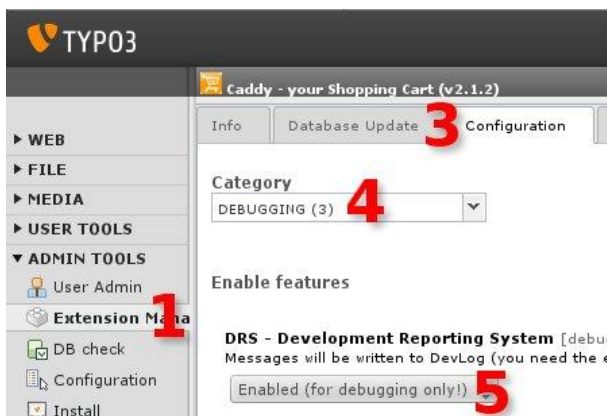 TYPO3
Caddy - your Shopping Cart (v2.1.2)
Info
Database Update
3
Configuration
WEB
FILE
MEDIA
USER TOOLS
ADMIN TOOLS
User Admin
Extension
1
DB check
Configuration
Install
Category
DEBUGGING (3)
4
Enable features
DRS - Development Reporting System
Messages will be written to DevLog (you need the
Enabled (for debugging only!)
5